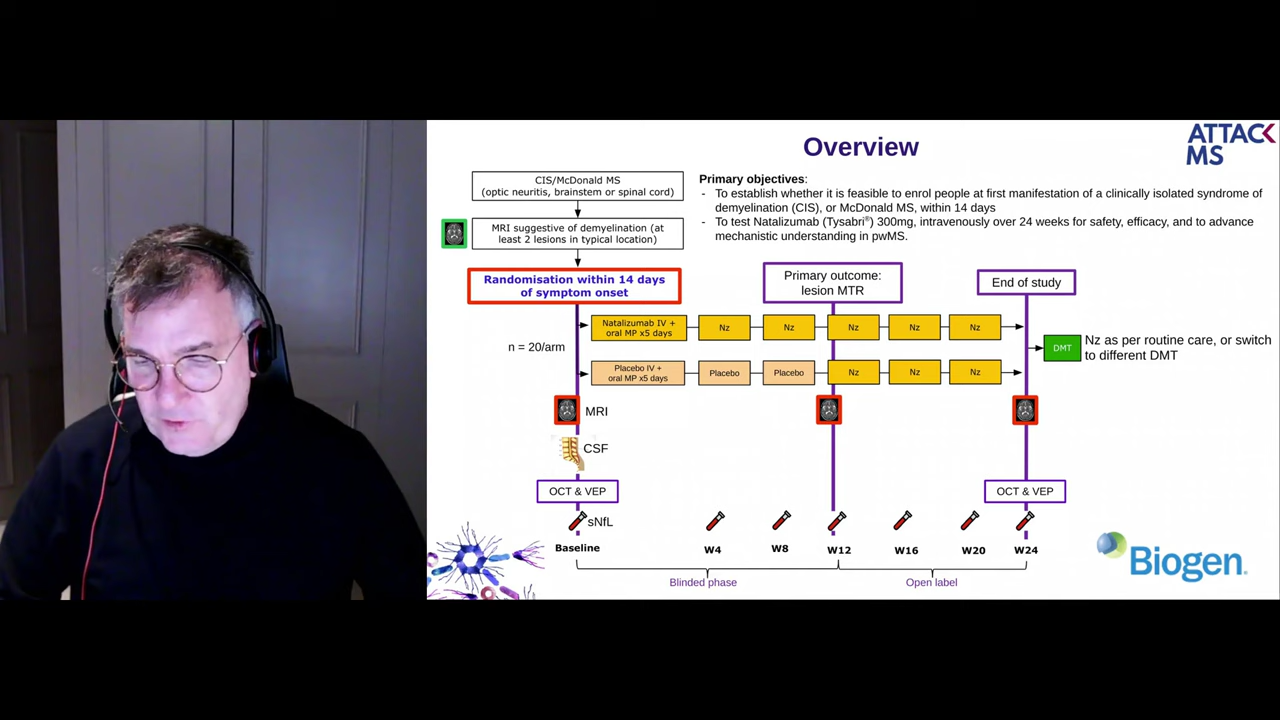 ATTACK
MS
Overview
CIS/McDonald MS
(optic neuritis, brainstem or spinal cord)
MRI suggestive of demyelination (at
least 2 lesions in typical location)
Randomisation within 14 days
of symptom onset
Primary objectives:
- To establish whether it is feasible to enrol people at first manifestation of a clinically isolated syndrome of
demyelination (CIS), or McDonald MS, within 14 days
- To test Natalizumab (Tysabri®) 300mg, intravenously over 24 weeks for safety, efficacy, and to advance
mechanistic understanding in pwMS.
Primary outcome:
lesion MTR
End of study
n = 20/arm
Natalizumab IV +
oral MP x5 days
Nz
Nz
Nz
Nz
Nz
Placebo IV +
oral MP x5 days
Placebo
Placebo
Nz
Nz
Nz
DMT
Nz as per routine care, or switch
to different DMT
MRI
CSF
OCT & VEP
OCT & VEP
sNfL
Baseline
W4
W8
W12
W16
W20
W24
Blinded phase
Open label
Biogen.